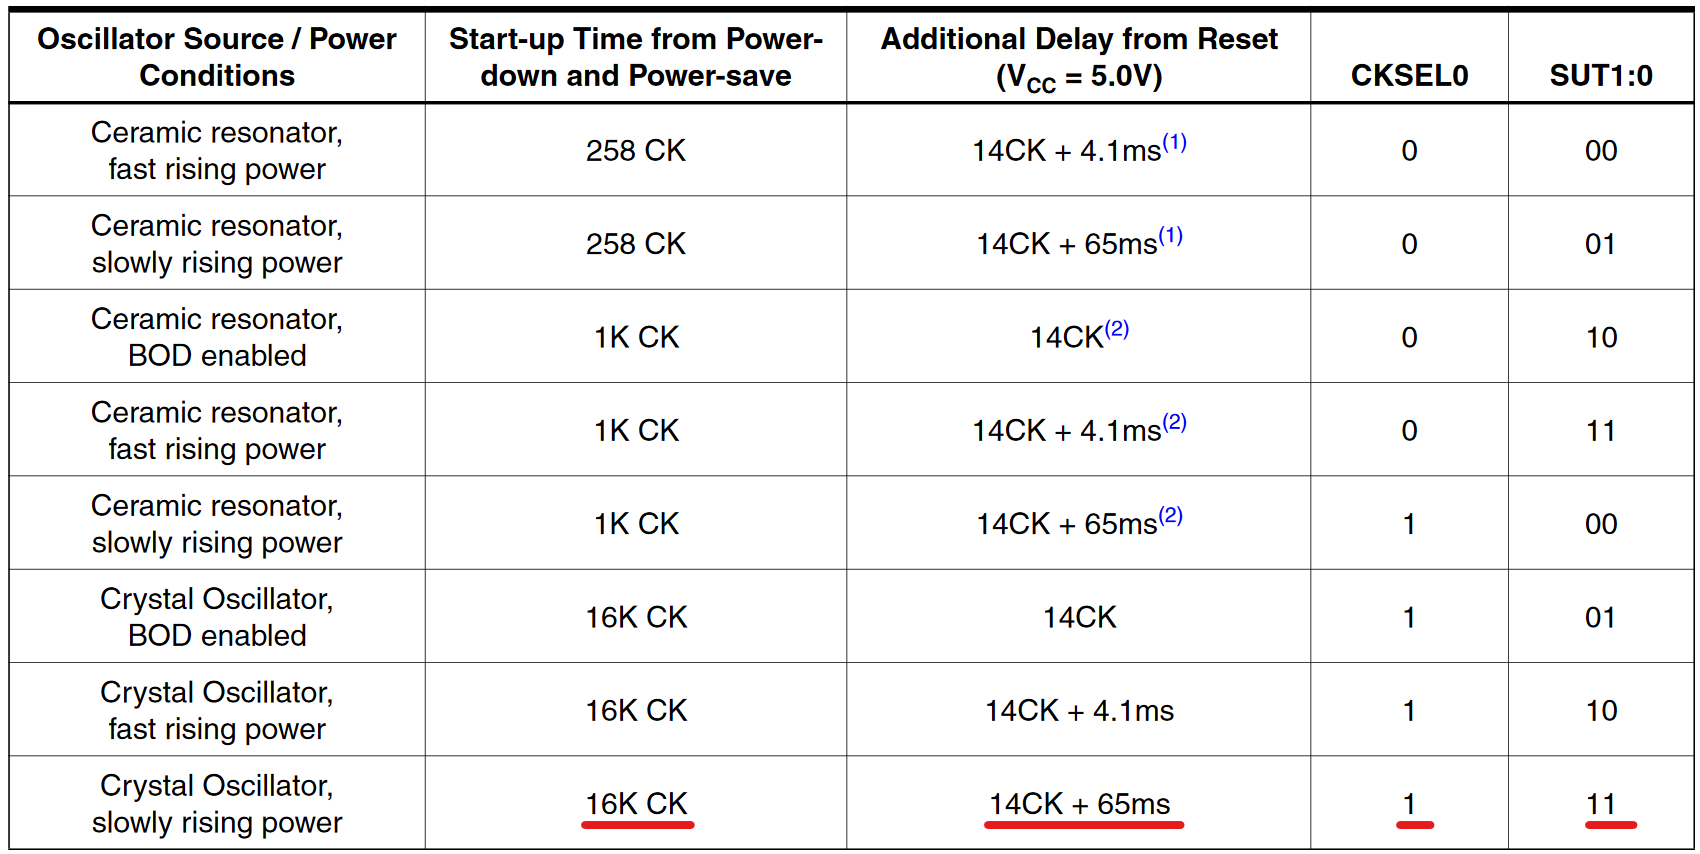 Oscillator Source / Power
Conditions
Start-up Time from Power-
down and Power-save
Additional Delay from Reset
(VCC = 5.0V)
CKSEL0
SUT1:0
Ceramic resonator,
fast rising power
258 CK
14CK + 4.1ms(1)
0
00
Ceramic resonator,
slowly rising power
258 CK
14CK + 65ms(1)
0
01
Ceramic resonator,
BOD enabled
1K CK
14CK(2)
0
10
Ceramic resonator,
fast rising power
1K CK
14CK + 4.1ms(2)
0
11
Ceramic resonator,
slowly rising power
1K CK
14CK + 65ms(2)
1
00
Crystal Oscillator,
BOD enabled
16K CK
14CK
1
01
Crystal Oscillator,
fast rising power
16K CK
14CK + 4.1ms
1
10
Crystal Oscillator,
slowly rising power
16K CK
14CK + 65ms
1
11